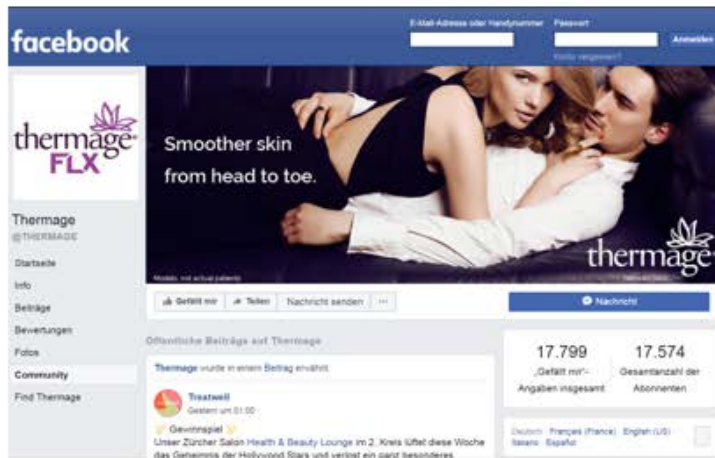 facebook
E-Mail-Adresse oder Handynummer
Passwort
Anmelden
Konto vergessen?
thermage
FLX
Thermage
@THERMAGE
Startseite
Info
Beiträge
Bewertungen
Fotos
Community
Find Thermage
Smoother skin
from head to toe.
thermage
Models, not actual patients
Gefällt mir
Teilen
Nachricht senden
...
Nachricht
Öffentliche Beiträge auf Thermage
Thermage wurde in einem Beitrag erwähnt.
Treatwell
Gestern um 01:00 ·
Gewinnspiel
Unser Zürcher Salon Health & Beauty Lounge im 2. Kreis lüftet diese Woche
das Geheimnis der Hollywood Stars und verlost ein ganz besonderes
17.799
„Gefällt mir“-
Angaben insgesamt
17.574
Gesamtanzahl der
Abonnenten
Deutsch · Français (France) · English (US) ·
Italiano · Español